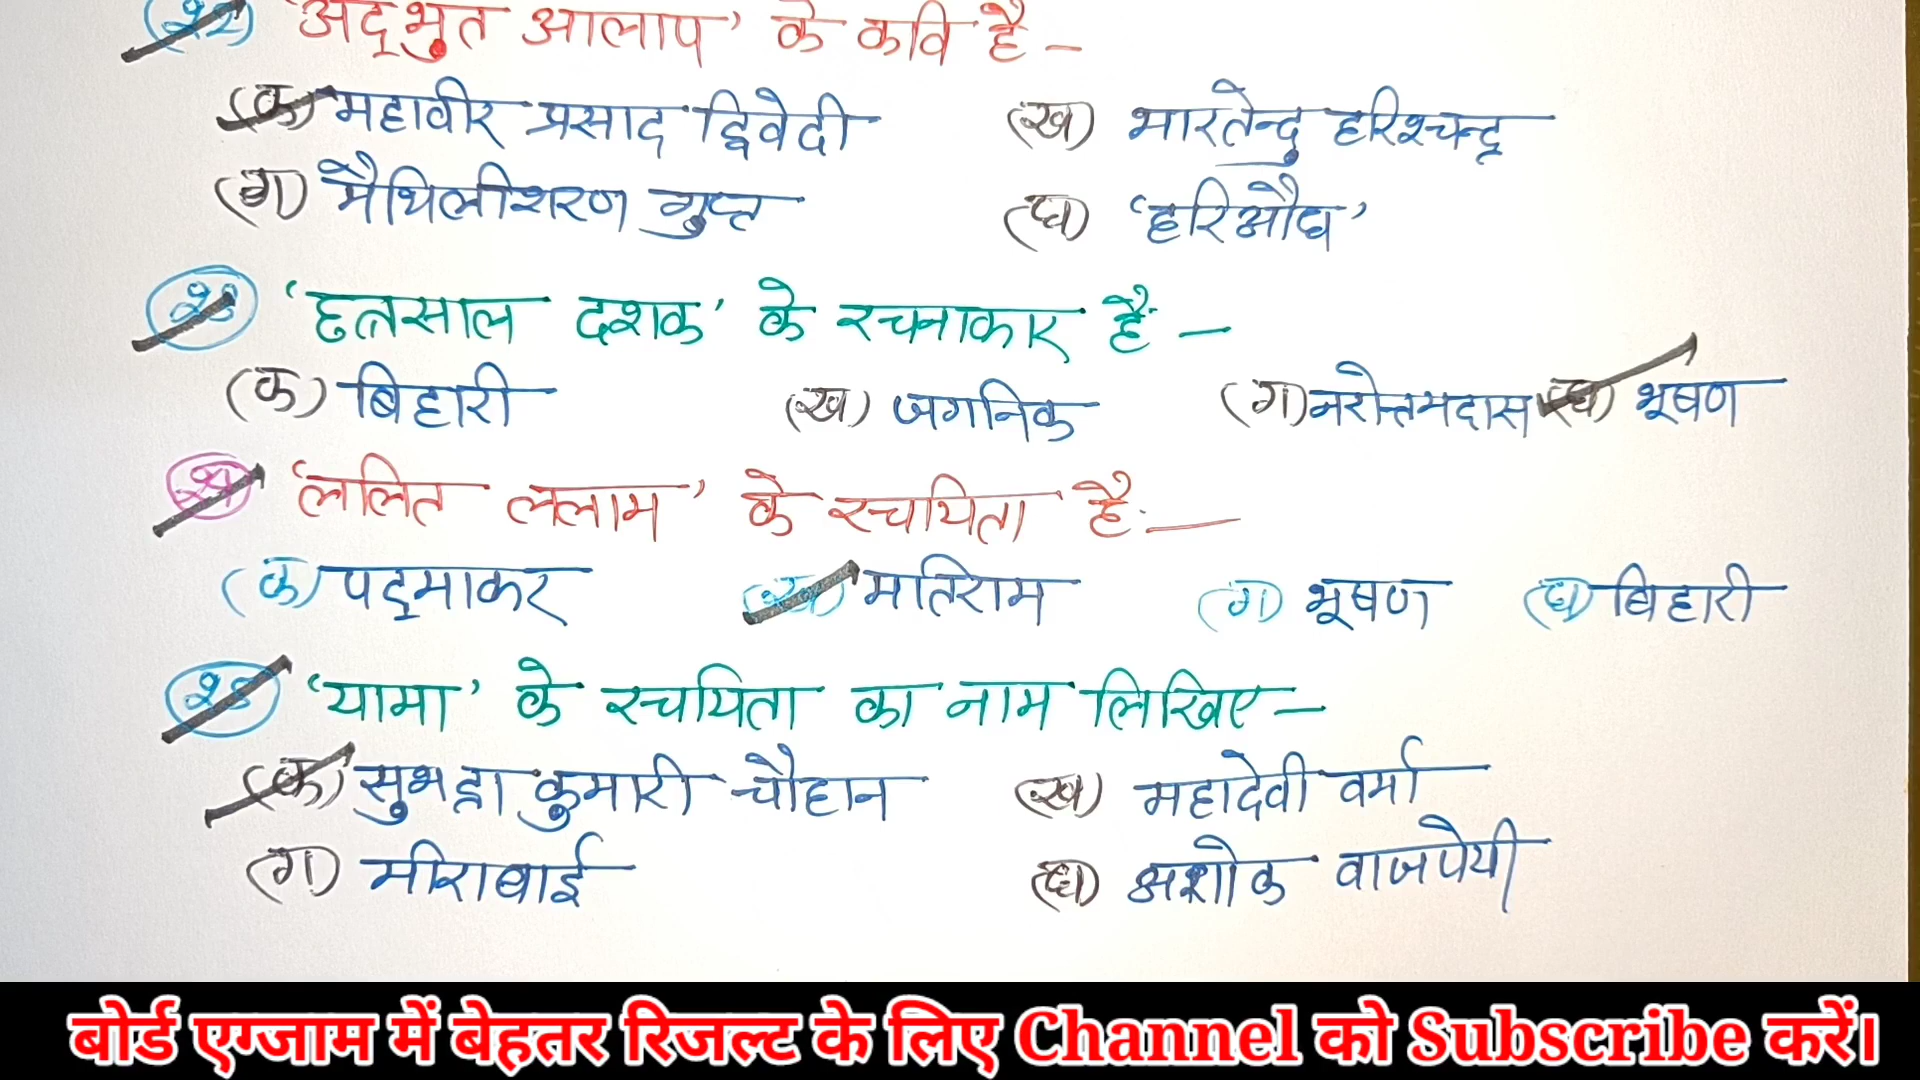 (२२) 'अद्भुत आलाप' के कवि है -
(क) महावीर प्रसाद द्विवेदी (ख) भारतेन्दु हरिश्चन्द्र
(ग) मैथिलीशरण गुप्त (घ) 'हरिऔध'
'छत्रसाल दशक' के रचनाकार हैं -
(क) बिहारी (ख) जगनिक (ग) नरोत्तमदास (घ) भूषण
'ललित ललाम' के रचयिता हैं -
(क) पद्माकर (ख) मतिराम (ग) भूषण (घ) बिहारी
'यामा' के रचयिता का नाम लिखिए -
(क) सुभद्रा कुमारी चौहान (ख) महादेवी वर्मा
(ग) मीराबाई (घ) अशोक वाजपेयी
बोर्ड एग्जाम में बेहतर रिजल्ट के लिए Channel को Subscribe करें।